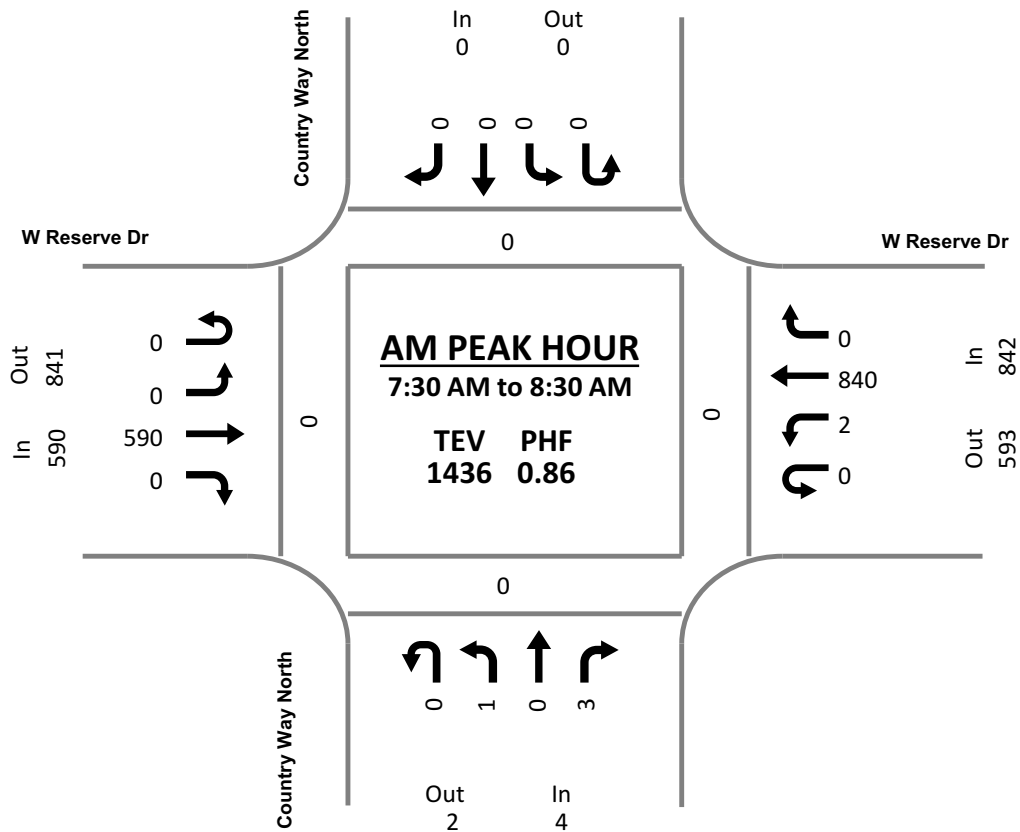 In Out
0 0
Country Way North
0 0 0 0
W Reserve Dr
W Reserve Dr
0
Out
841
In
590
0
0
590
0
0
AM PEAK HOUR
7:30 AM to 8:30 AM
TEV PHF
1436 0.86
0
0
840
2
0
In
842
Out
593
0
0 1 0 3
Country Way North
Out In
2 4